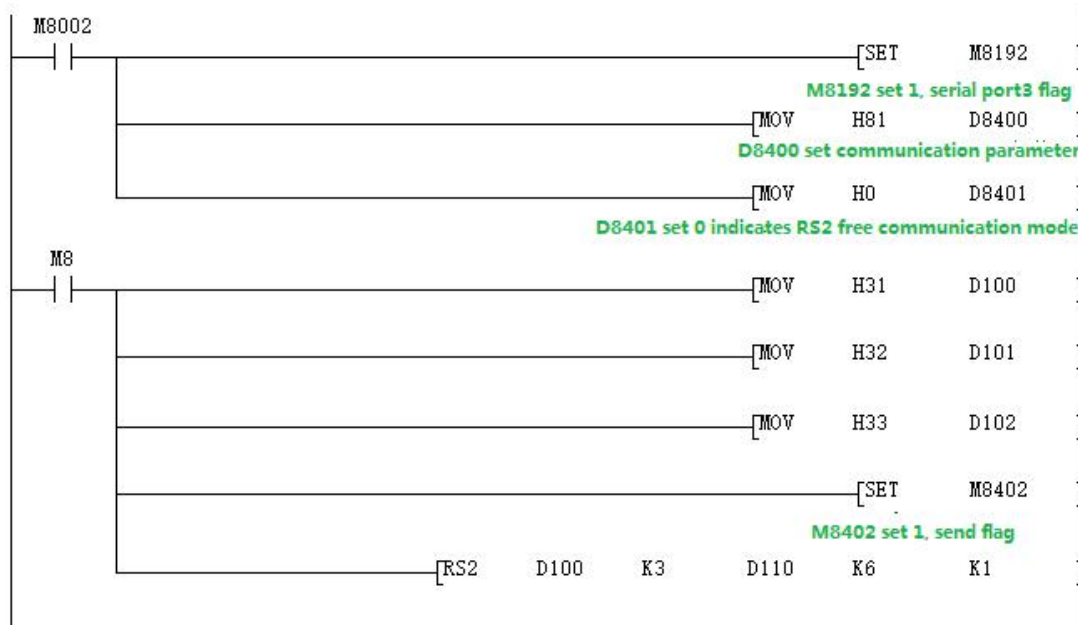 M8002
[SET M8192 ]
M8192 set 1, serial port3 flag
[MOV H81 D8400 ]
D8400 set communication parameter
[MOV H0 D8401 ]
D8401 set 0 indicates RS2 free communication mode
M8
[MOV H31 D100 ]
[MOV H32 D101 ]
[MOV H33 D102 ]
[SET M8402 ]
M8402 set 1, send flag
[RS2 D100 K3 D110 K6 K1 ]